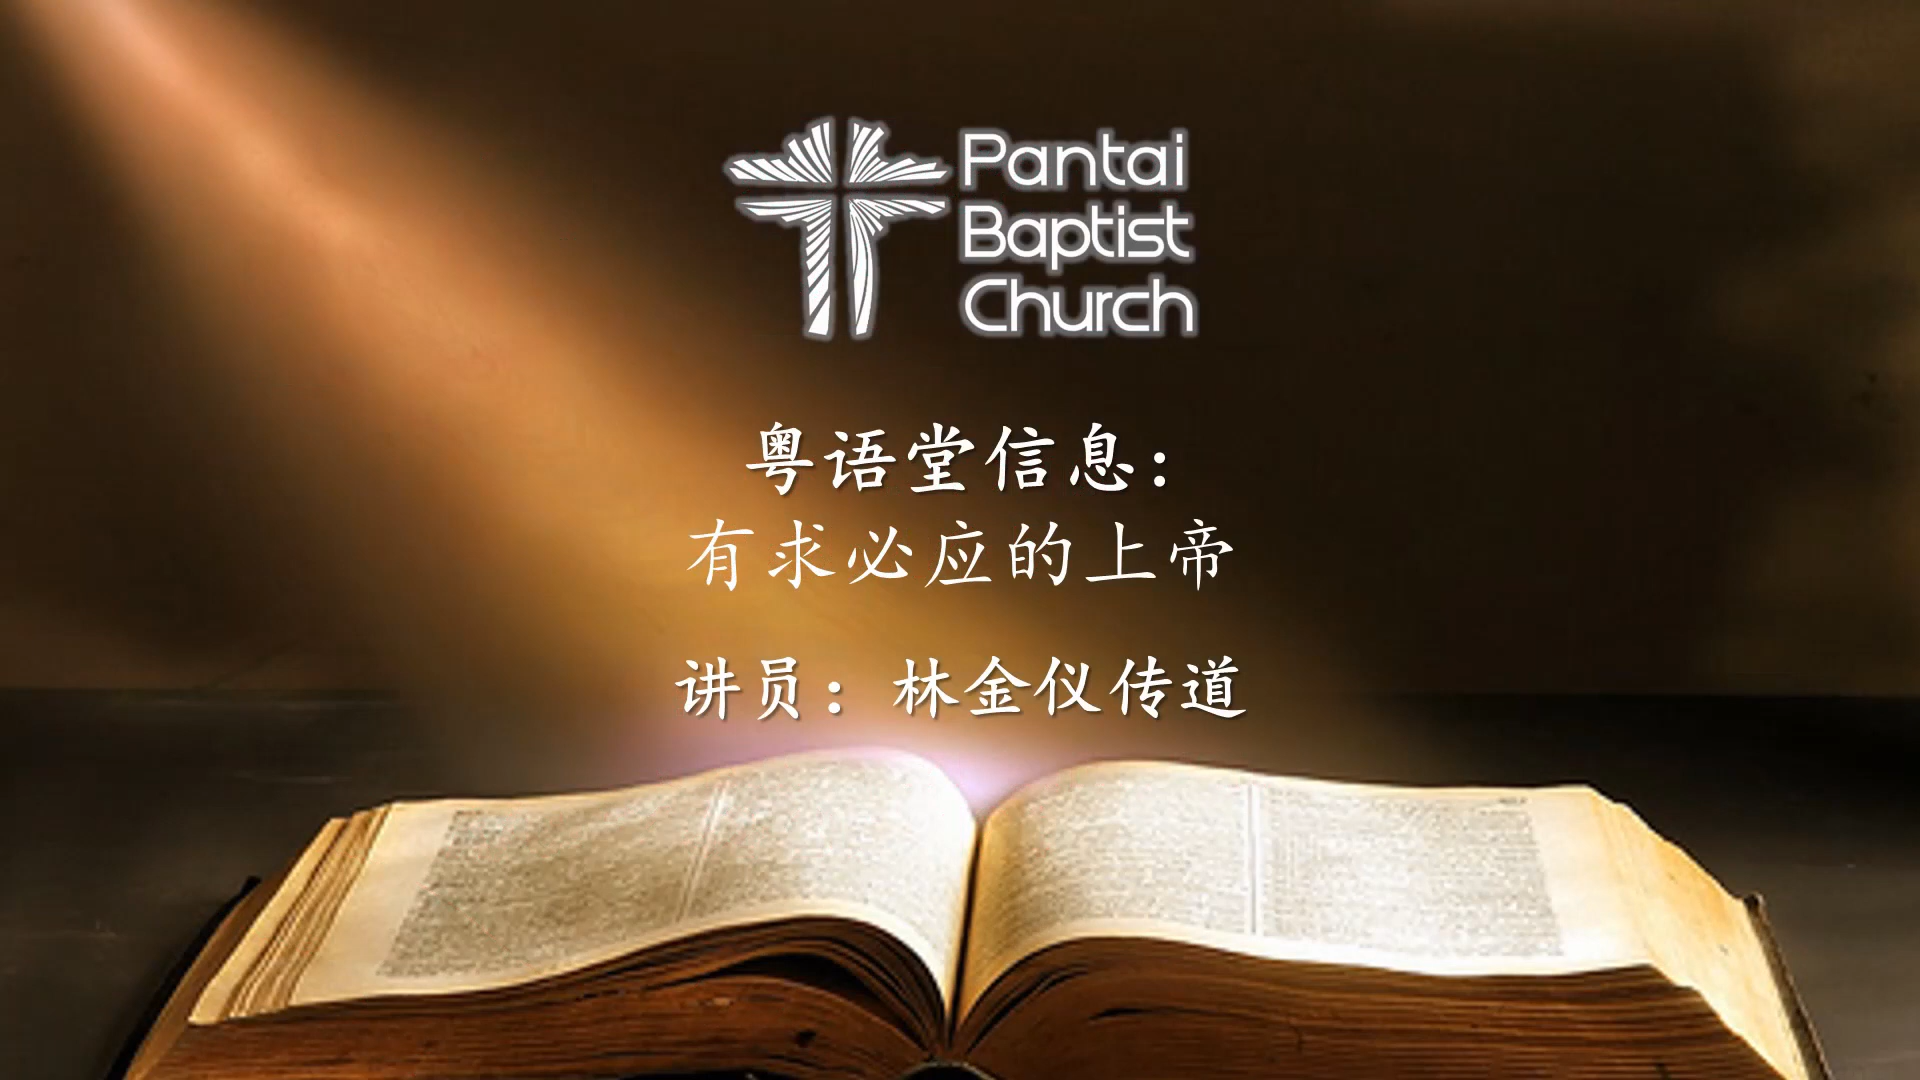 Pantai
Baptist
Church
粤语堂信息：
有求必应的上帝
讲员：林金仪传道